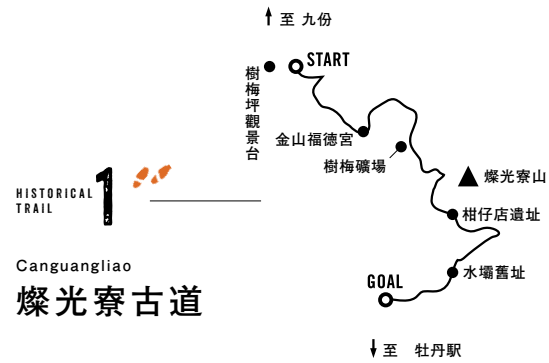 至 九份
START
樹梅坪觀景台
金山福德宮
樹梅礦場
燦光寮山
柑仔店遺址
水壩舊址
GOAL
至 牡丹駅
HISTORICAL
TRAIL
1
Canguangliao
燦光寮古道